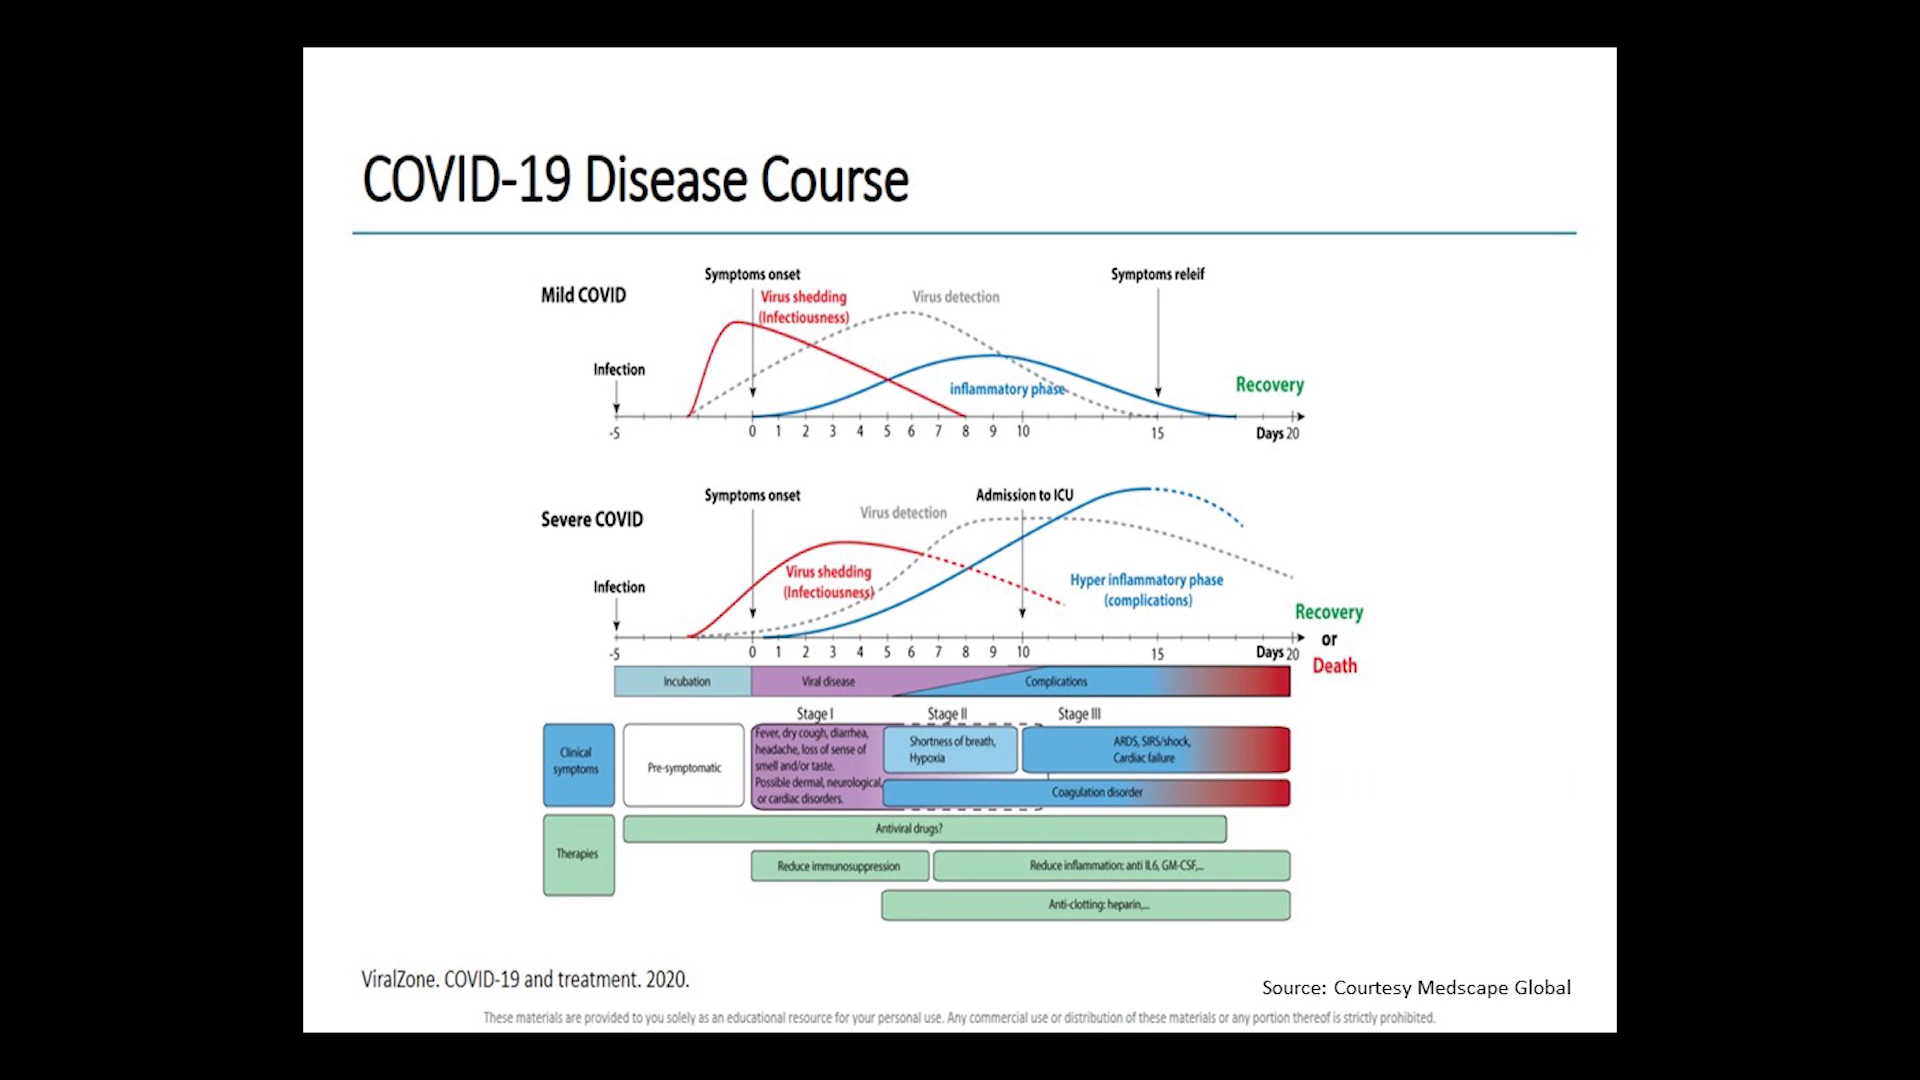 COVID-19 Disease Course
Symptoms onset
Symptoms releif
Mild COVID
Virus shedding
(Infectiousness)
Virus detection
Infection
inflammatory phase
Recovery
-5 0 1 2 3 4 5 6 7 8 9 10 15 Days 20
Symptoms onset
Admission to ICU
Severe COVID
Virus detection
Virus shedding
(Infectiousness)
Infection
Hyper inflammatory phase
(complications)
Recovery
or
Death
-5 0 1 2 3 4 5 6 7 8 9 10 15 Days 20
Incubation
Viral disease
Complications
Stage I
Stage II
Stage III
Clinical
symptoms
Pre-symptomatic
Fever, dry cough, diarrhea,
headache, loss of sense of
smell and/or taste.
Possible dermal, neurological,
or cardiac disorders.
Shortness of breath,
Hypoxia
ARDS, SIRS/shock,
Cardiac failure
Coagulation disorder
Therapies
Antiviral drugs?
Reduce immunosuppression
Reduce inflammation: anti IL6, GM-CSF,...
Anti-clotting: heparin,...
ViralZone. COVID-19 and treatment. 2020.
Source: Courtesy Medscape Global
These materials are provided to you solely as an educational resource for your personal use. Any commercial use or distribution of these materials or any portion thereof is strictly prohibited.